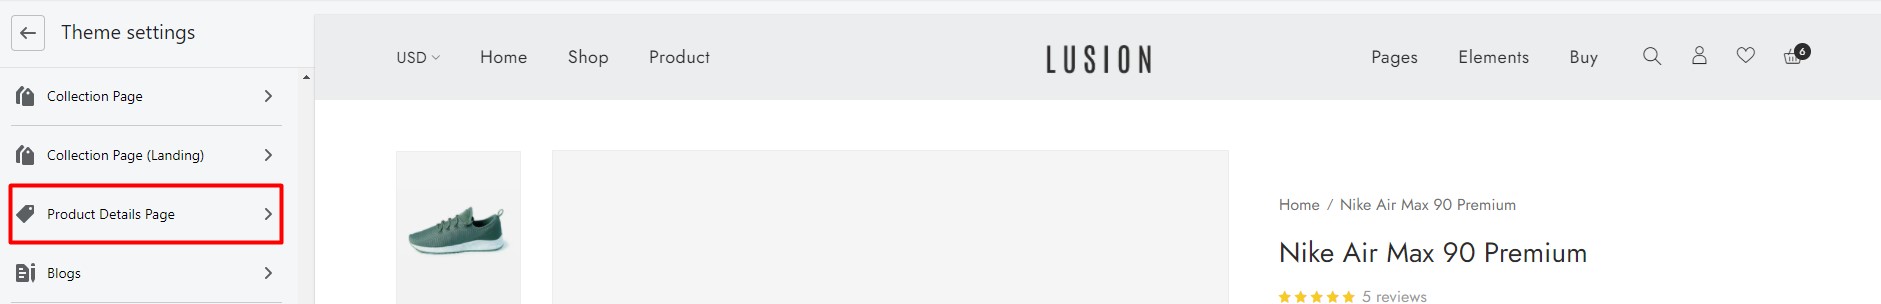 Theme settings
Collection Page
Collection Page (Landing)
Product Details Page
Blogs
USD Home Shop Product LUSION Pages Elements Buy 6
Home / Nike Air Max 90 Premium
Nike Air Max 90 Premium
5 reviews